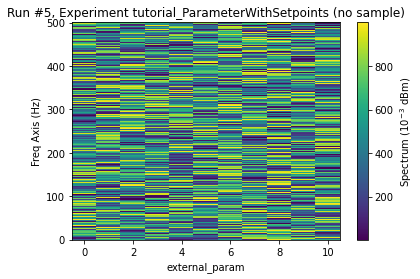 Run #5, Experiment tutorial_ParameterWithSetpoints (no sample)
500
400
300
200
100
0
Freq Axis (Hz)
0 2 4 6 8 10
external_param
800
600
400
200
Spectrum (10⁻³ dBm)